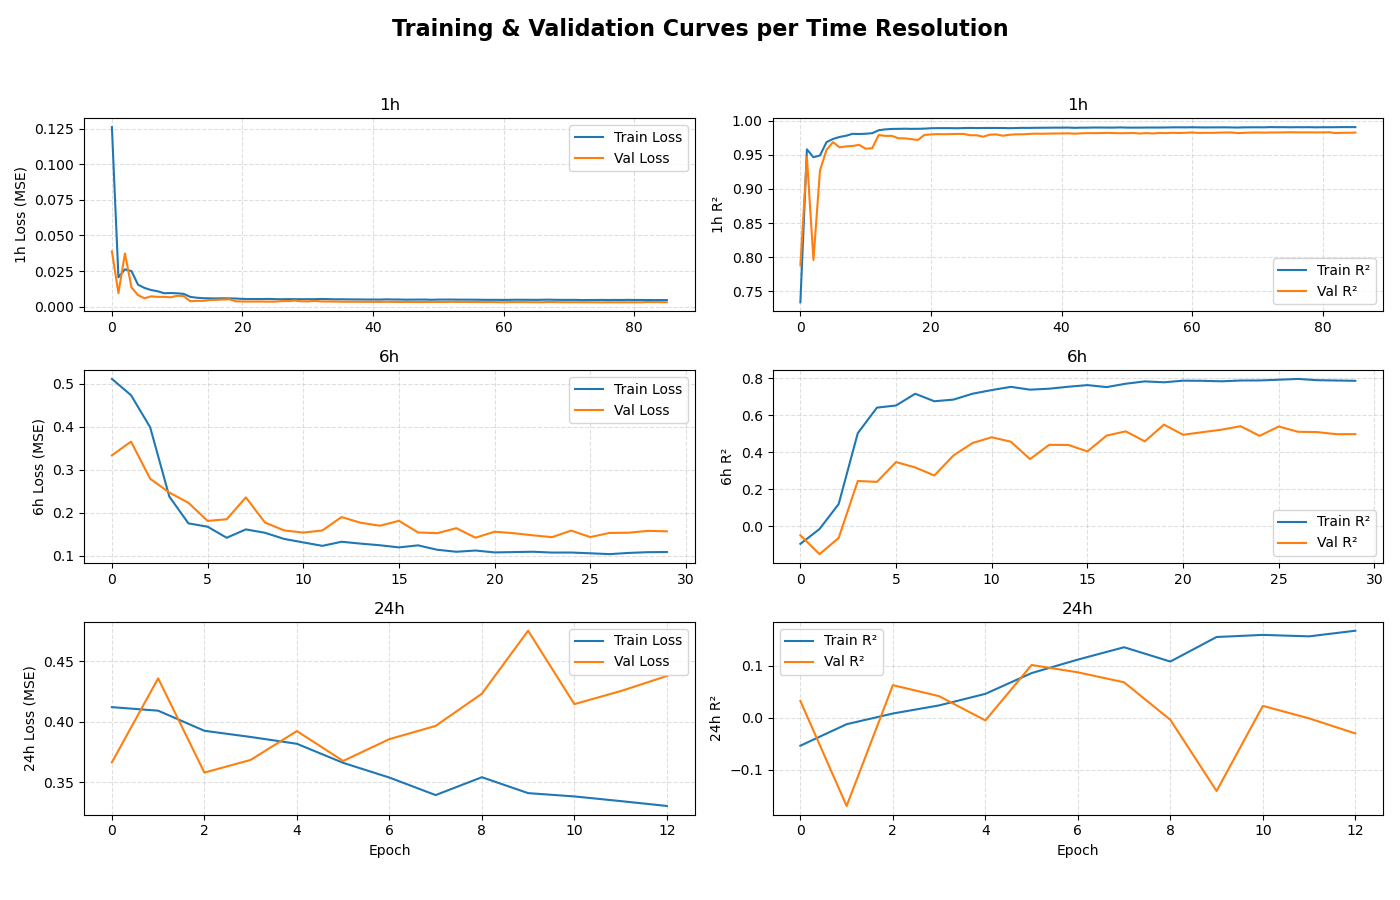 Training & Validation Curves per Time Resolution
1h
1h Loss (MSE)
0.125
0.100
0.075
0.050
0.025
0.000
Train Loss
Val Loss
0 20 40 60 80
1h
1h R²
1.00
0.95
0.90
0.85
0.80
0.75
Train R²
Val R²
0 20 40 60 80
6h
6h Loss (MSE)
0.5
0.4
0.3
0.2
0.1
Train Loss
Val Loss
0 5 10 15 20 25 30
6h
6h R²
0.8
0.6
0.4
0.2
0.0
Train R²
Val R²
0 5 10 15 20 25 30
24h
24h Loss (MSE)
0.45
0.40
0.35
Train Loss
Val Loss
0 2 4 6 8 10 12
Epoch
24h
24h R²
0.1
0.0
−0.1
Train R²
Val R²
0 2 4 6 8 10 12
Epoch